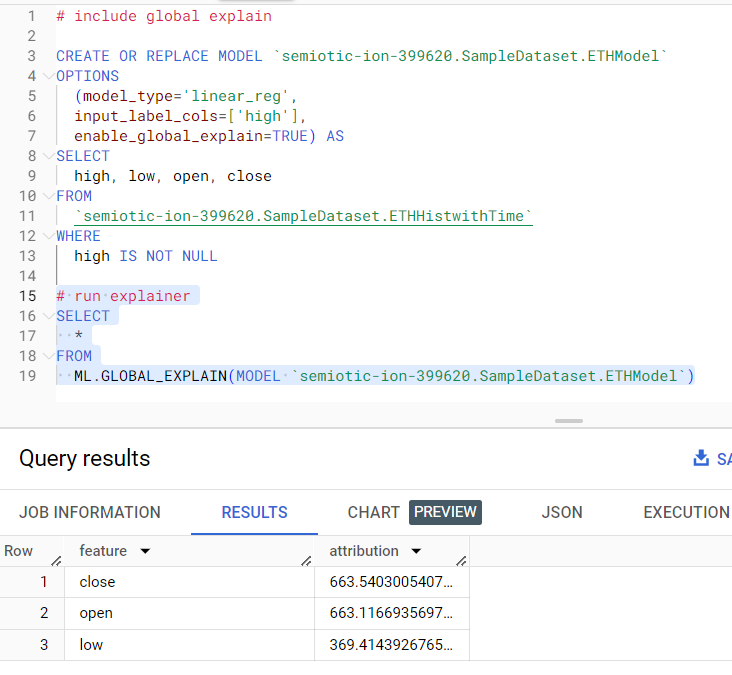 1 # include global explain
2
3 CREATE OR REPLACE MODEL `semiotic-ion-399620.SampleDataset.ETHModel`
4 OPTIONS
5 (model_type='linear_reg',
6 input_label_cols=['high'],
7 enable_global_explain=TRUE) AS
8 SELECT
9 high, low, open, close
10 FROM
11 `semiotic-ion-399620.SampleDataset.ETHHistwithTime`
12 WHERE
13 high IS NOT NULL
14
15 # run explainer
16 SELECT
17 *
18 FROM
19 ML.GLOBAL_EXPLAIN(MODEL `semiotic-ion-399620.SampleDataset.ETHModel`)
Query results SA
JOB INFORMATION RESULTS CHART PREVIEW JSON EXECUTION
Row feature attribution
1 close 663.5403005407...
2 open 663.1166935697...
3 low 369.4143926765...